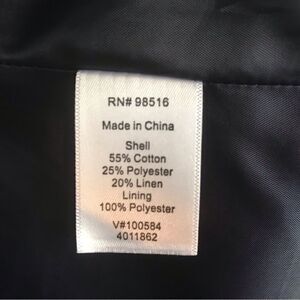 RN# 98516
Made in China
Shell
55% Cotton
25% Polyester
20% Linen
Lining
100% Polyester
V#100584
4011862